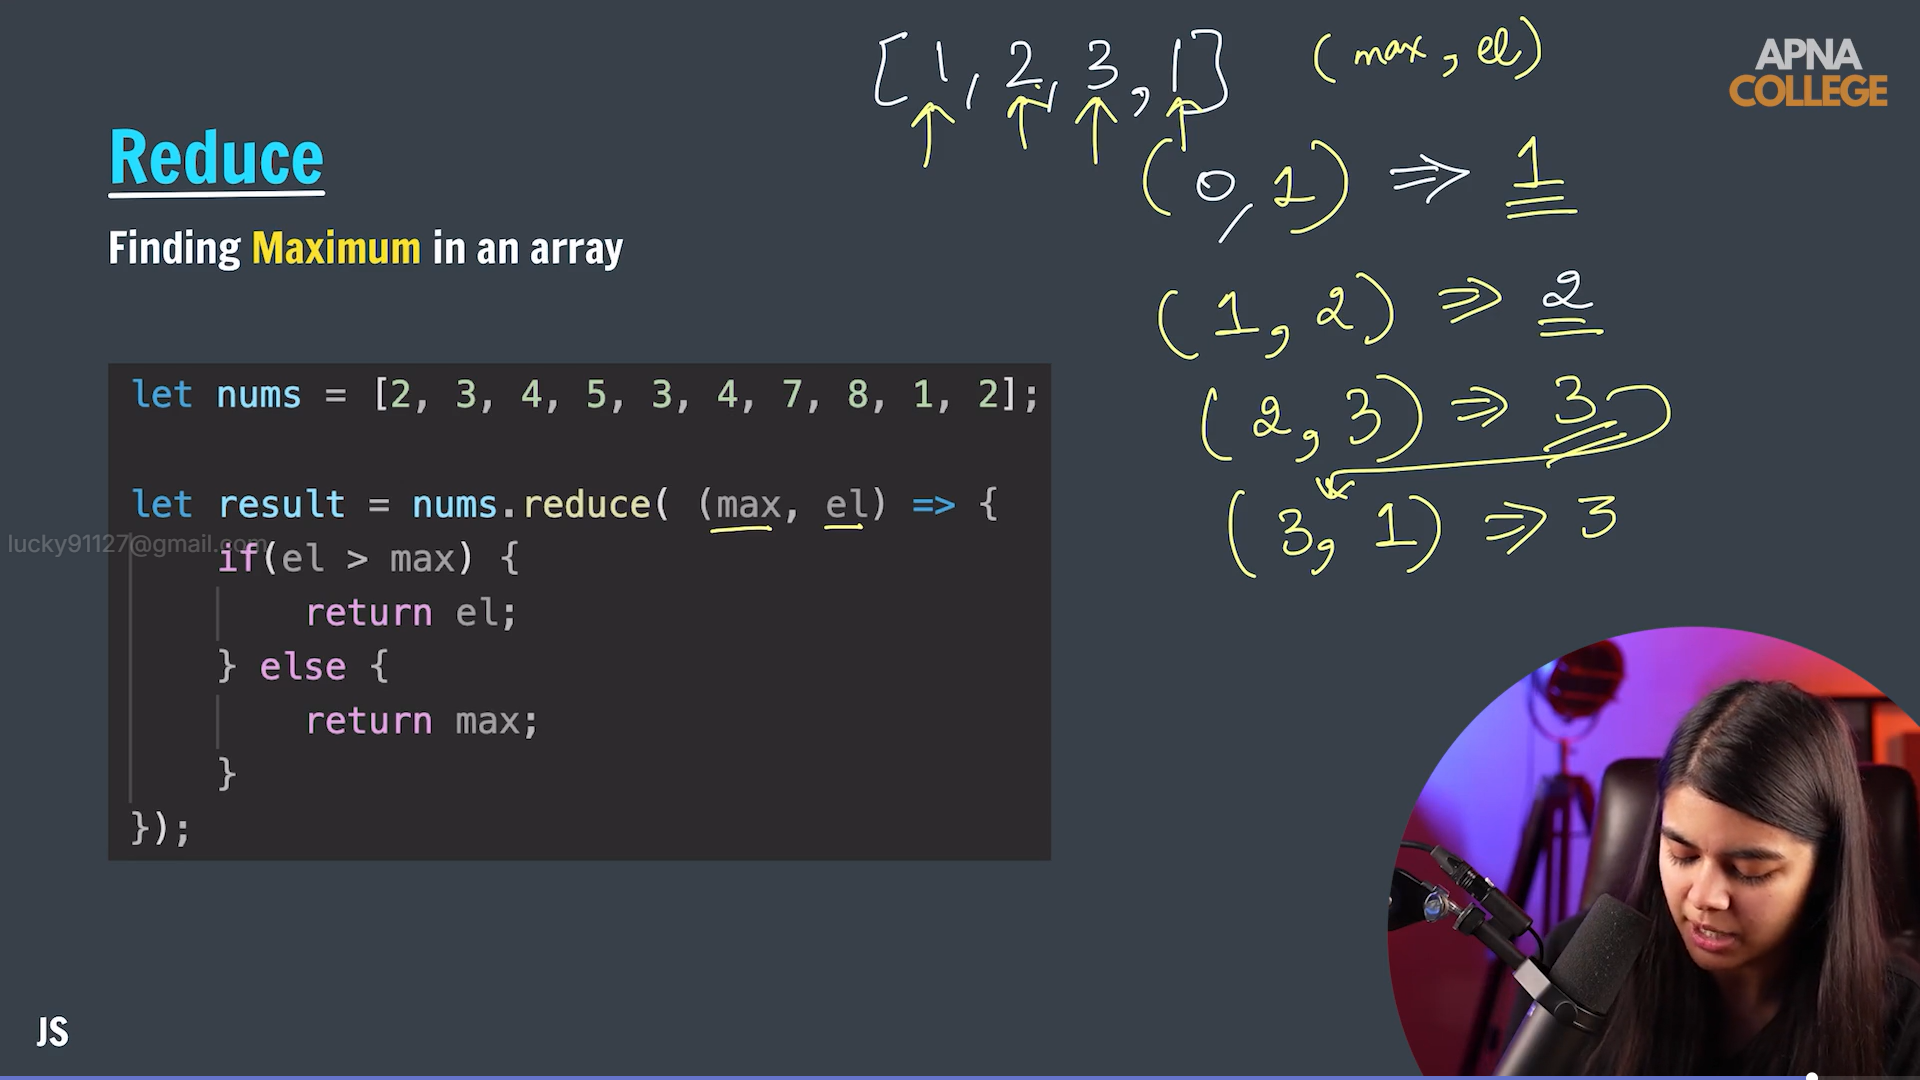 [1, 2, 3, 1] (max, el)
APNA
COLLEGE
Reduce
(0, 1) => 1
Finding Maximum in an array
(1, 2) => 2
(2, 3) => 3
(3, 1) => 3
let nums = [2, 3, 4, 5, 3, 4, 7, 8, 1, 2];
let result = nums.reduce( (max, el) => {
lucky91127@gmail.com
if(el > max) {
return el;
} else {
return max;
}
});
JS